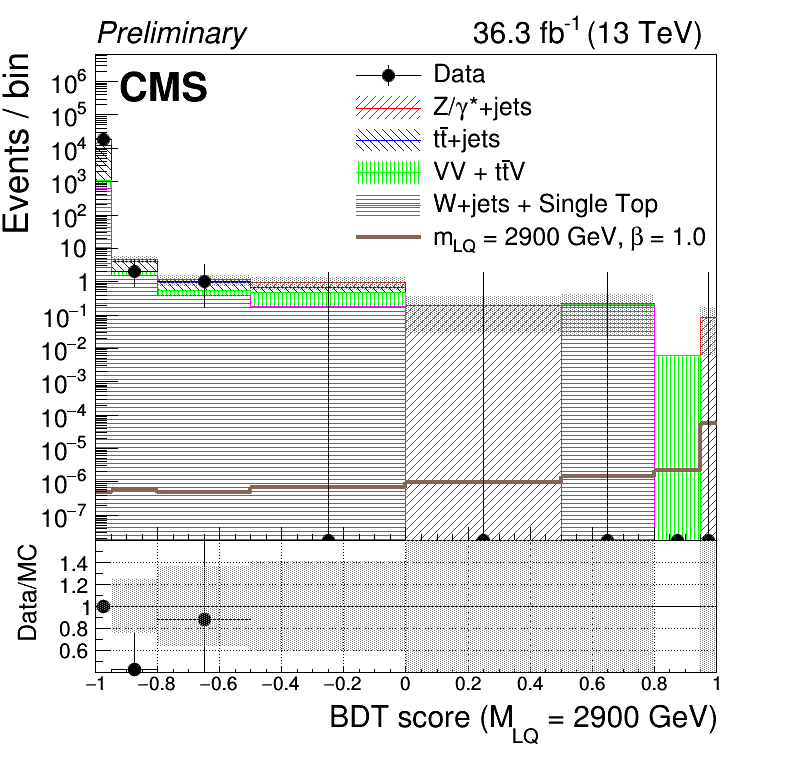 Preliminary 36.3 fb⁻¹ (13 TeV)
CMS
Events / bin
Data
Z/γ*+jets
tt̄+jets
VV + tt̄V
W+jets + Single Top
m_LQ = 2900 GeV, β = 1.0
10⁶
10⁵
10⁴
10³
10²
10
1
10⁻¹
10⁻²
10⁻³
10⁻⁴
10⁻⁵
10⁻⁶
10⁻⁷
Data/MC
1.4
1.2
1
0.8
0.6
−1 −0.8 −0.6 −0.4 −0.2 0 0.2 0.4 0.6 0.8 1
BDT score (M_LQ = 2900 GeV)